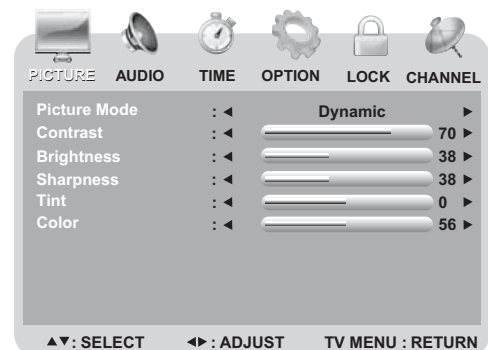 PICTURE AUDIO TIME OPTION LOCK CHANNEL
Picture Mode : ◄ Dynamic ►
Contrast : ◄ 70 ►
Brightness : ◄ 38 ►
Sharpness : ◄ 38 ►
Tint : ◄ 0 ►
Color : ◄ 56 ►
▲▼: SELECT ◄► : ADJUST TV MENU : RETURN